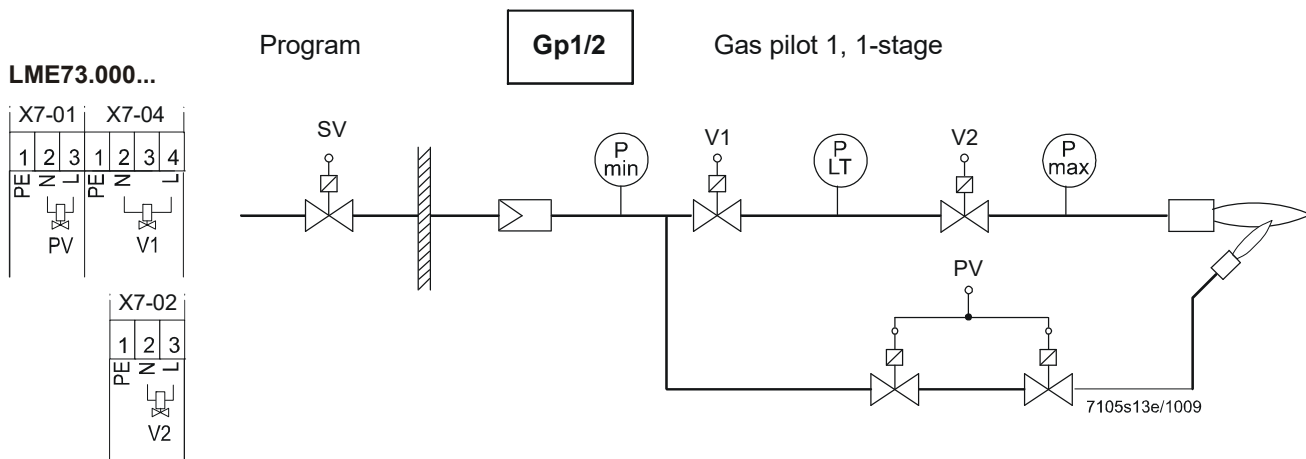 Program Gp1/2 Gas pilot 1, 1-stage
LME73.000...
X7-01 X7-04
1 2 3 1 2 3 4
PE N L PE N L
PV V1
X7-02
1 2 3
PE N L
V2
SV
P min
V1
P LT
V2
P max
PV
7105s13e/1009